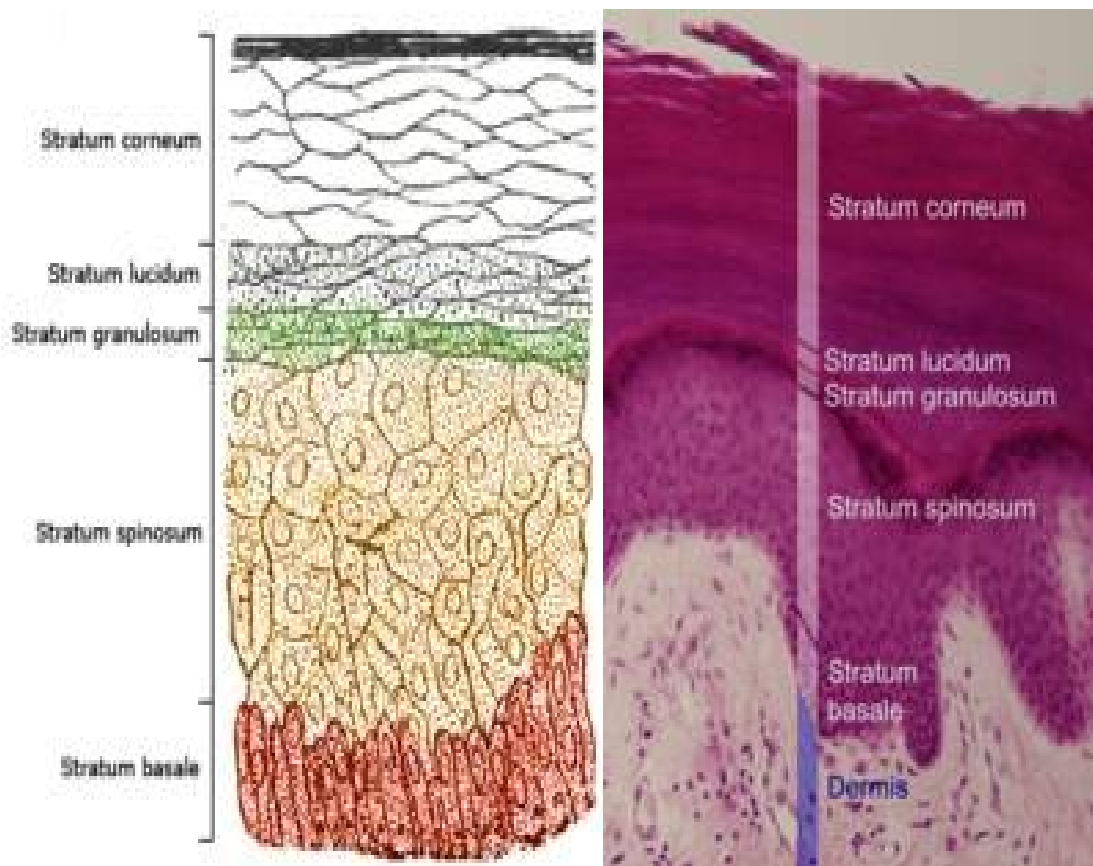 Stratum corneum
Stratum lucidum
Stratum granulosum
Stratum spinosum
Stratum basale
Stratum corneum
Stratum lucidum
Stratum granulosum
Stratum spinosum
Stratum
basale
Dermis